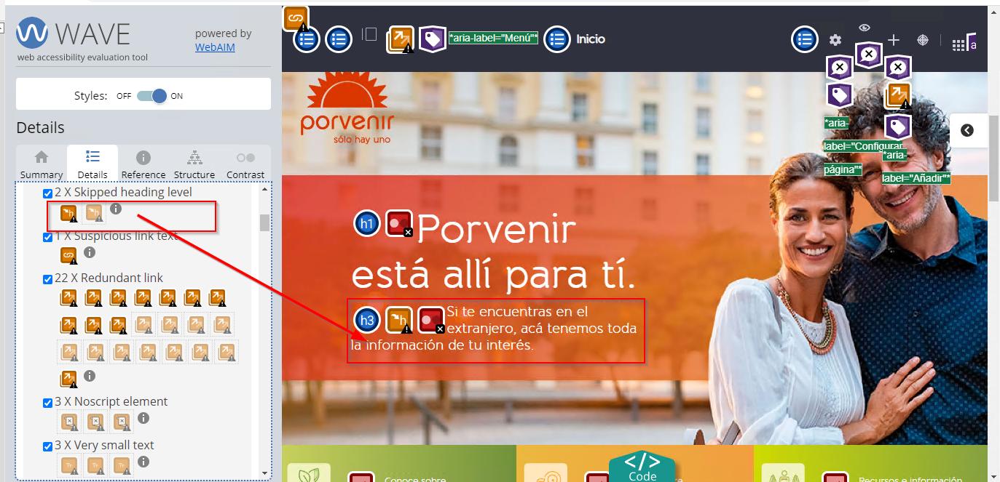 WAVE
powered by
WebAIM
web accessibility evaluation tool
Styles: OFF ON
Details
Summary Details Reference Structure Contrast
2 X Skipped heading level
1 X Suspicious link text
22 X Redundant link
3 X Noscript element
3 X Very small text
*aria-label="Menú"*
Inicio
a
*aria-
label="Configurar
página"*
*aria-
label="Añadir"*
porvenir
sólo hay uno
h1 Porvenir
está allí para tí.
h3 Si te encuentras en el
extranjero, acá tenemos toda
la información de tu interés.
</> Code
Conoce sobre
Recursos e información